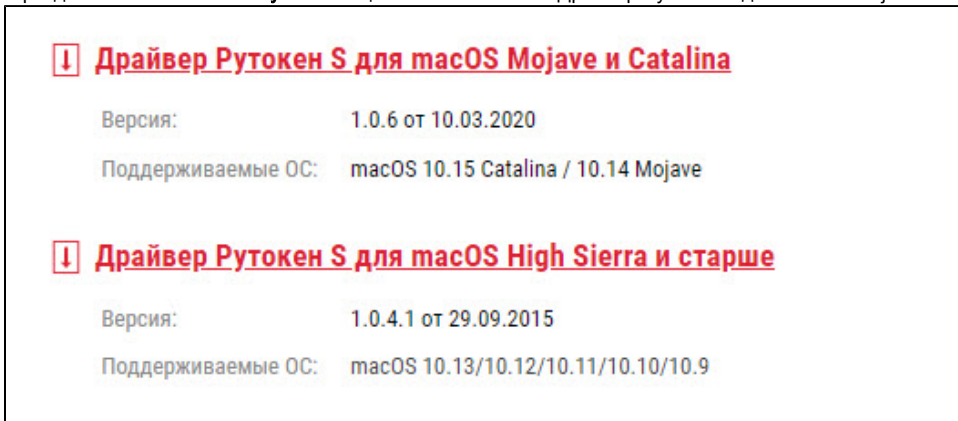 Драйвер Рутокен S для macOS Mojave и Catalina
Версия: 1.0.6 от 10.03.2020
Поддерживаемые ОС: macOS 10.15 Catalina / 10.14 Mojave
Драйвер Рутокен S для macOS High Sierra и старше
Версия: 1.0.4.1 от 29.09.2015
Поддерживаемые ОС: macOS 10.13/10.12/10.11/10.10/10.9